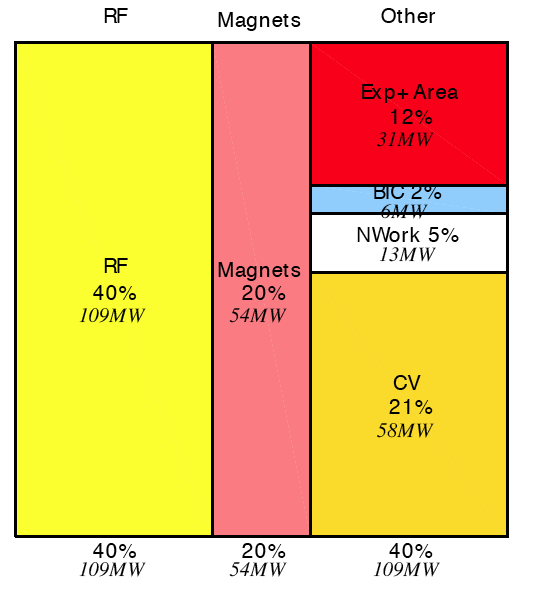 RF
Magnets
Other
Exp+ Area
12%
31MW
BIC 2%
6MW
NWork 5%
13MW
RF
40%
109MW
Magnets
20%
54MW
CV
21%
58MW
40%
109MW
20%
54MW
40%
109MW